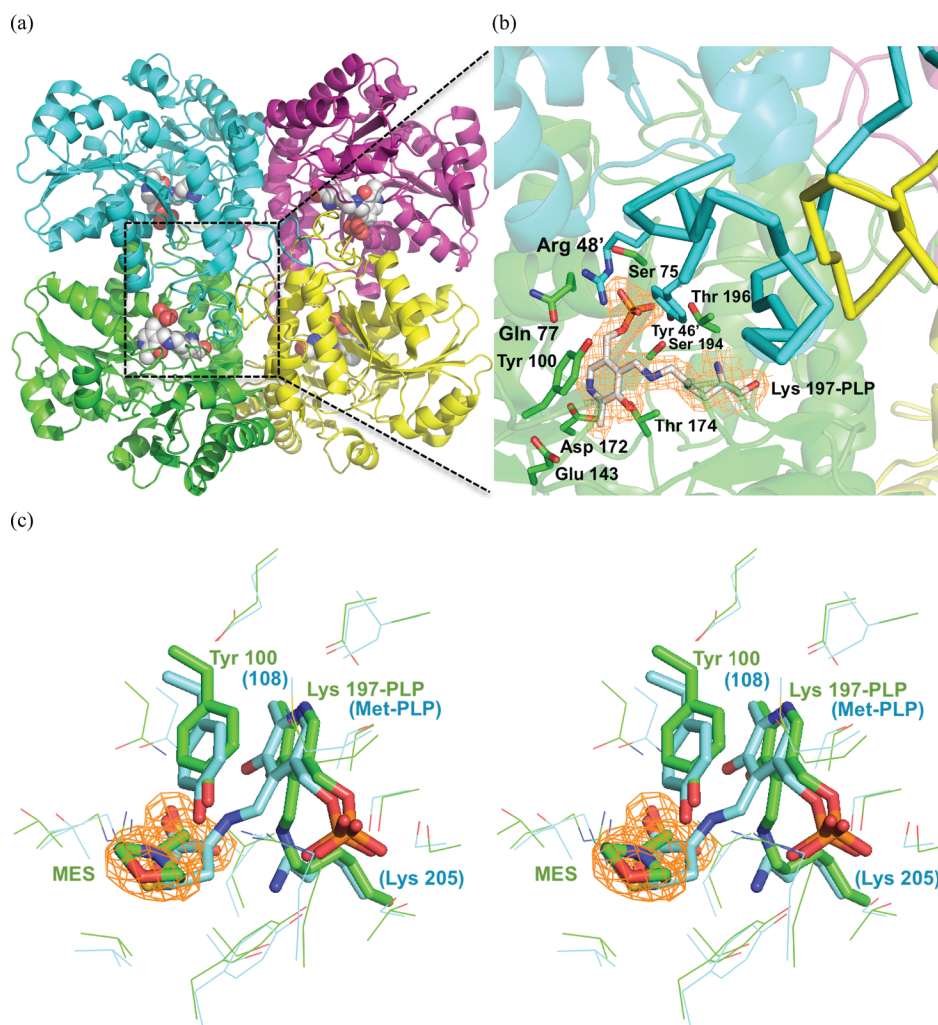 (a)
(b)
Arg 48'
Ser 75
Thr 196
Gln 77
Tyr 46'
Ser 194
Tyr 100
Lys 197-PLP
Thr 174
Asp 172
Glu 143
(c)
Tyr 100
(108)
Lys 197-PLP
(Met-PLP)
MES
(Lys 205)
Tyr 100
(108)
Lys 197-PLP
(Met-PLP)
MES
(Lys 205)